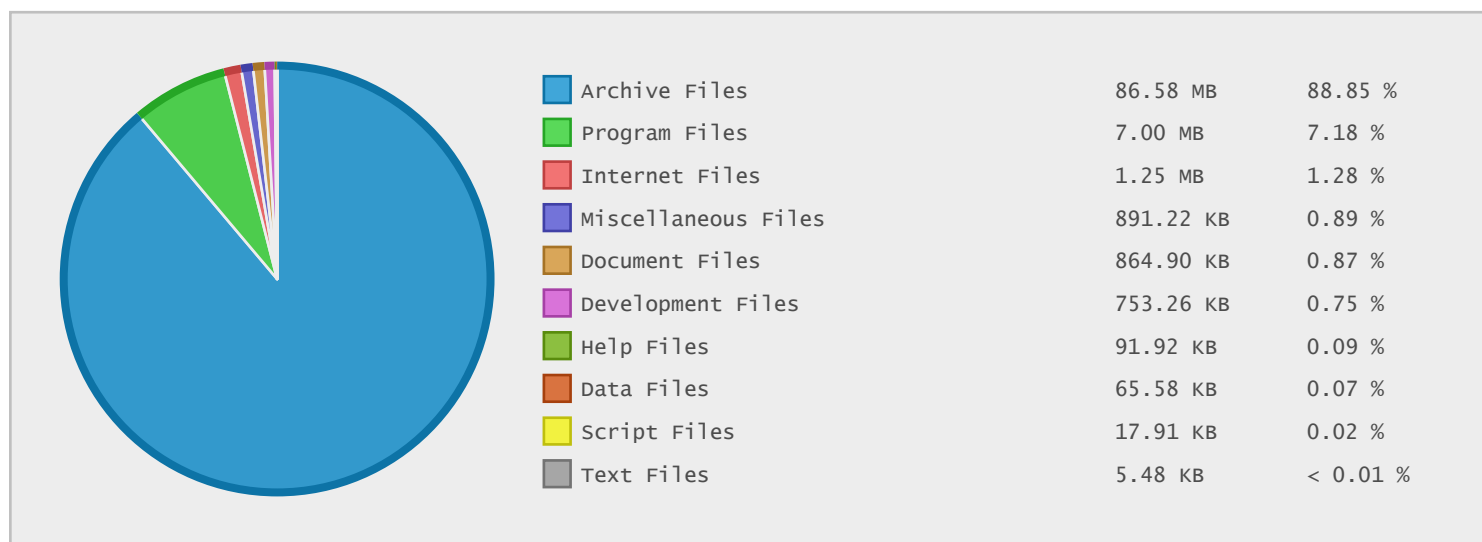 Archive Files 86.58 MB 88.85 %
Program Files 7.00 MB 7.18 %
Internet Files 1.25 MB 1.28 %
Miscellaneous Files 891.22 KB 0.89 %
Document Files 864.90 KB 0.87 %
Development Files 753.26 KB 0.75 %
Help Files 91.92 KB 0.09 %
Data Files 65.58 KB 0.07 %
Script Files 17.91 KB 0.02 %
Text Files 5.48 KB < 0.01 %